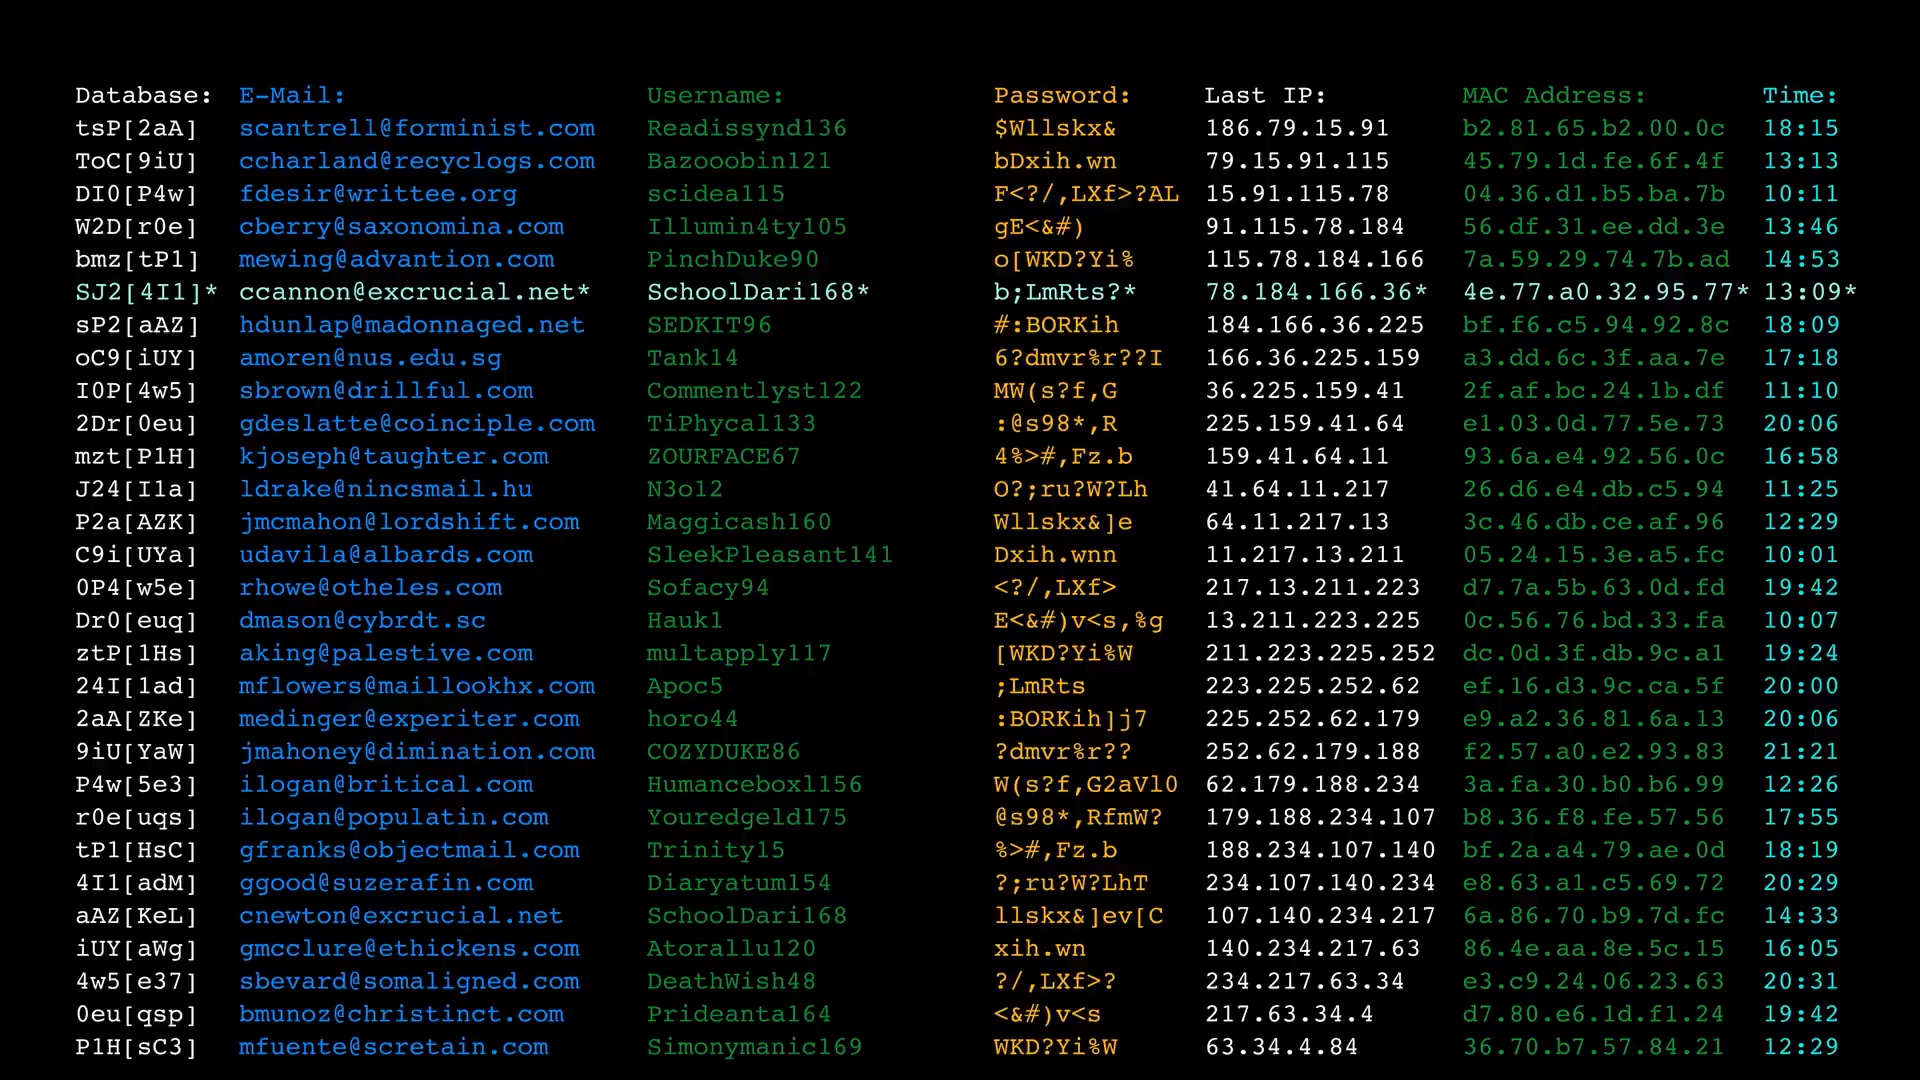 Database: E-Mail: Username: Password: Last IP: MAC Address: Time:
tsP[2aA] scantrell@forminist.com Readissynd136 $Wllskx& 186.79.15.91 b2.81.65.b2.00.0c 18:15
ToC[9iU] ccharland@recyclogs.com Bazooobin121 bDxih.wn 79.15.91.115 45.79.1d.fe.6f.4f 13:13
DI0[P4w] fdesir@writtee.org scidea115 F<?/,LXf>?AL 15.91.115.78 04.36.d1.b5.ba.7b 10:11
W2D[r0e] cberry@saxonomina.com Illumin4ty105 gE<&#) 91.115.78.184 56.df.31.ee.dd.3e 13:46
bmz[tP1] mewing@advantion.com PinchDuke90 o[WKD?Yi% 115.78.184.166 7a.59.29.74.7b.ad 14:53
SJ2[4I1]* ccannon@excrucial.net* SchoolDari168* b;LmRts?* 78.184.166.36* 4e.77.a0.32.95.77* 13:09*
sP2[aAZ] hdunlap@madonnaged.net SEDKIT96 #:BORKih 184.166.36.225 bf.f6.c5.94.92.8c 18:09
oC9[iUY] amoren@nus.edu.sg Tank14 6?dmvr%r??I 166.36.225.159 a3.dd.6c.3f.aa.7e 17:18
I0P[4w5] sbrown@drillful.com Commentlyst122 MW(s?f,G 36.225.159.41 2f.af.bc.24.1b.df 11:10
2Dr[0eu] gdeslatte@coinciple.com TiPhycal133 :@s98*,R 225.159.41.64 e1.03.0d.77.5e.73 20:06
mzt[P1H] kjoseph@taughter.com ZOURFACE67 4%>#,Fz.b 159.41.64.11 93.6a.e4.92.56.0c 16:58
J24[I1a] ldrake@nincsmail.hu N3o12 O?;ru?W?Lh 41.64.11.217 26.d6.e4.db.c5.94 11:25
P2a[AZK] jmcmahon@lordshift.com Maggicash160 Wllskx&]e 64.11.217.13 3c.46.db.ce.af.96 12:29
C9i[UYa] udavila@albards.com SleekPleasant141 Dxih.wnn 11.217.13.211 05.24.15.3e.a5.fc 10:01
0P4[w5e] rhowe@otheles.com Sofacy94 <?/,LXf> 217.13.211.223 d7.7a.5b.63.0d.fd 19:42
Dr0[euq] dmason@cybrdt.sc Hauk1 E<&#)v<s,%g 13.211.223.225 0c.56.76.bd.33.fa 10:07
ztP[1Hs] aking@palestive.com multapply117 [WKD?Yi%W 211.223.225.252 dc.0d.3f.db.9c.a1 19:24
24I[1ad] mflowers@maillookhx.com Apoc5 ;LmRts 223.225.252.62 ef.16.d3.9c.ca.5f 20:00
2aA[ZKe] medinger@experiter.com horo44 :BORKih]j7 225.252.62.179 e9.a2.36.81.6a.13 20:06
9iU[YaW] jmahoney@dimination.com COZYDUKE86 ?dmvr%r?? 252.62.179.188 f2.57.a0.e2.93.83 21:21
P4w[5e3] ilogan@britical.com Humanceboxl156 W(s?f,G2aVl0 62.179.188.234 3a.fa.30.b0.b6.99 12:26
r0e[uqs] ilogan@populatin.com Youredgeld175 @s98*,RfmW? 179.188.234.107 b8.36.f8.fe.57.56 17:55
tP1[HsC] gfranks@objectmail.com Trinity15 %>#,Fz.b 188.234.107.140 bf.2a.a4.79.ae.0d 18:19
4I1[adM] ggood@suzerafin.com Diaryatum154 ?;ru?W?LhT 234.107.140.234 e8.63.a1.c5.69.72 20:29
aAZ[KeL] cnewton@excrucial.net SchoolDari168 llskx&]ev[C 107.140.234.217 6a.86.70.b9.7d.fc 14:33
iUY[aWg] gmcclure@ethickens.com Atorallu120 xih.wn 140.234.217.63 86.4e.aa.8e.5c.15 16:05
4w5[e37] sbevard@somaligned.com DeathWish48 ?/,LXf>? 234.217.63.34 e3.c9.24.06.23.63 20:31
0eu[qsp] bmunoz@christinct.com Prideanta164 <&#)v<s 217.63.34.4 d7.80.e6.1d.f1.24 19:42
P1H[sC3] mfuente@scretain.com Simonymanic169 WKD?Yi%W 63.34.4.84 36.70.b7.57.84.21 12:29